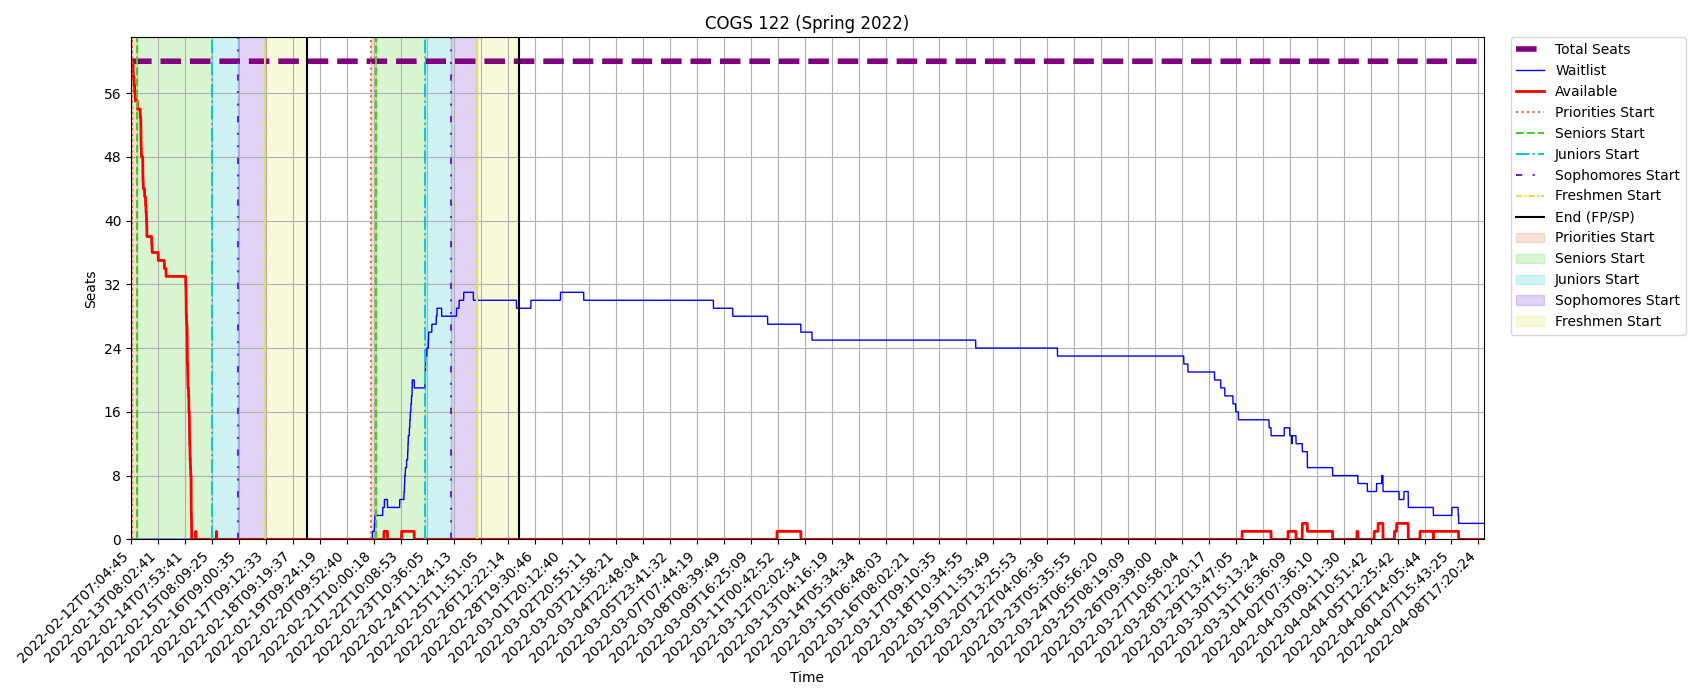 COGS 122 (Spring 2022)
Total Seats
Waitlist
Available
Priorities Start
Seniors Start
Juniors Start
Sophomores Start
Freshmen Start
End (FP/SP)
Priorities Start
Seniors Start
Juniors Start
Sophomores Start
Freshmen Start
Seats
56
48
40
32
24
16
8
0
2022-02-12T07:04:45
2022-02-13T08:02:41
2022-02-14T07:53:41
2022-02-15T08:09:25
2022-02-16T09:00:35
2022-02-17T09:12:33
2022-02-18T09:19:37
2022-02-19T09:24:19
2022-02-20T09:52:40
2022-02-21T10:00:18
2022-02-22T10:08:53
2022-02-23T10:36:05
2022-02-24T11:24:13
2022-02-25T11:51:05
2022-02-26T12:22:14
2022-02-28T19:30:46
2022-03-01T20:12:40
2022-03-02T20:55:11
2022-03-03T21:58:21
2022-03-04T22:48:04
2022-03-05T23:41:32
2022-03-07T07:44:19
2022-03-08T08:39:49
2022-03-09T16:25:09
2022-03-11T00:42:52
2022-03-12T02:02:54
2022-03-13T04:16:19
2022-03-14T05:34:34
2022-03-15T06:48:03
2022-03-16T08:02:21
2022-03-17T09:10:35
2022-03-18T10:34:55
2022-03-19T11:53:49
2022-03-20T13:25:53
2022-03-22T04:06:36
2022-03-23T05:35:55
2022-03-24T06:56:20
2022-03-25T08:19:09
2022-03-26T09:39:00
2022-03-27T10:58:04
2022-03-28T12:20:17
2022-03-29T13:47:05
2022-03-30T15:13:24
2022-03-31T16:36:09
2022-04-02T07:36:10
2022-04-03T09:11:30
2022-04-04T10:51:42
2022-04-05T12:25:42
2022-04-06T14:05:44
2022-04-07T15:43:25
2022-04-08T17:20:24
Time